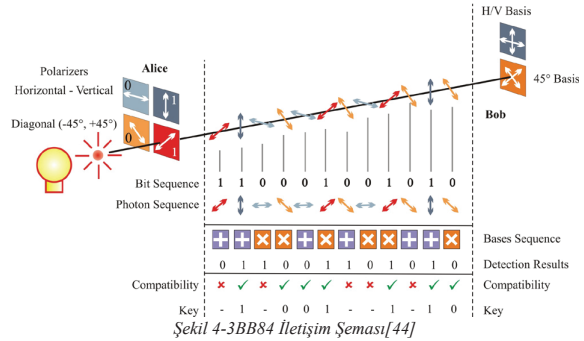 H/V Basis
Alice
Polarizers
Horizontal - Vertical
0
1
45° Basis
Diagonal (-45°, +45°)
0
1
Bob
Bit Sequence 1 1 0 0 0 1 0 0 1 0 1 0
Photon Sequence
Bases Sequence
0 1 1 0 0 1 1 0 1 0 1 0 Detection Results
Compatibility ✗ ✓ ✗ ✓ ✓ ✓ ✗ ✗ ✓ ✗ ✓ ✓ Compatibility
Key - 1 - 0 0 1 - - 1 - 1 0 Key
Şekil 4-3BB84 İletişim Şeması[44]